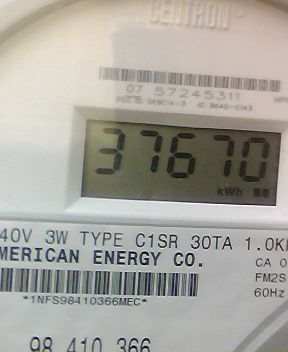 CENTRON®
07 57245311
37670
kWh
40V 3W TYPE C1SR 30TA 1.0K
MERICAN ENERGY CO.
CA 0
FM2S
60Hz
*1NFS98410366MEC*
98 410 366